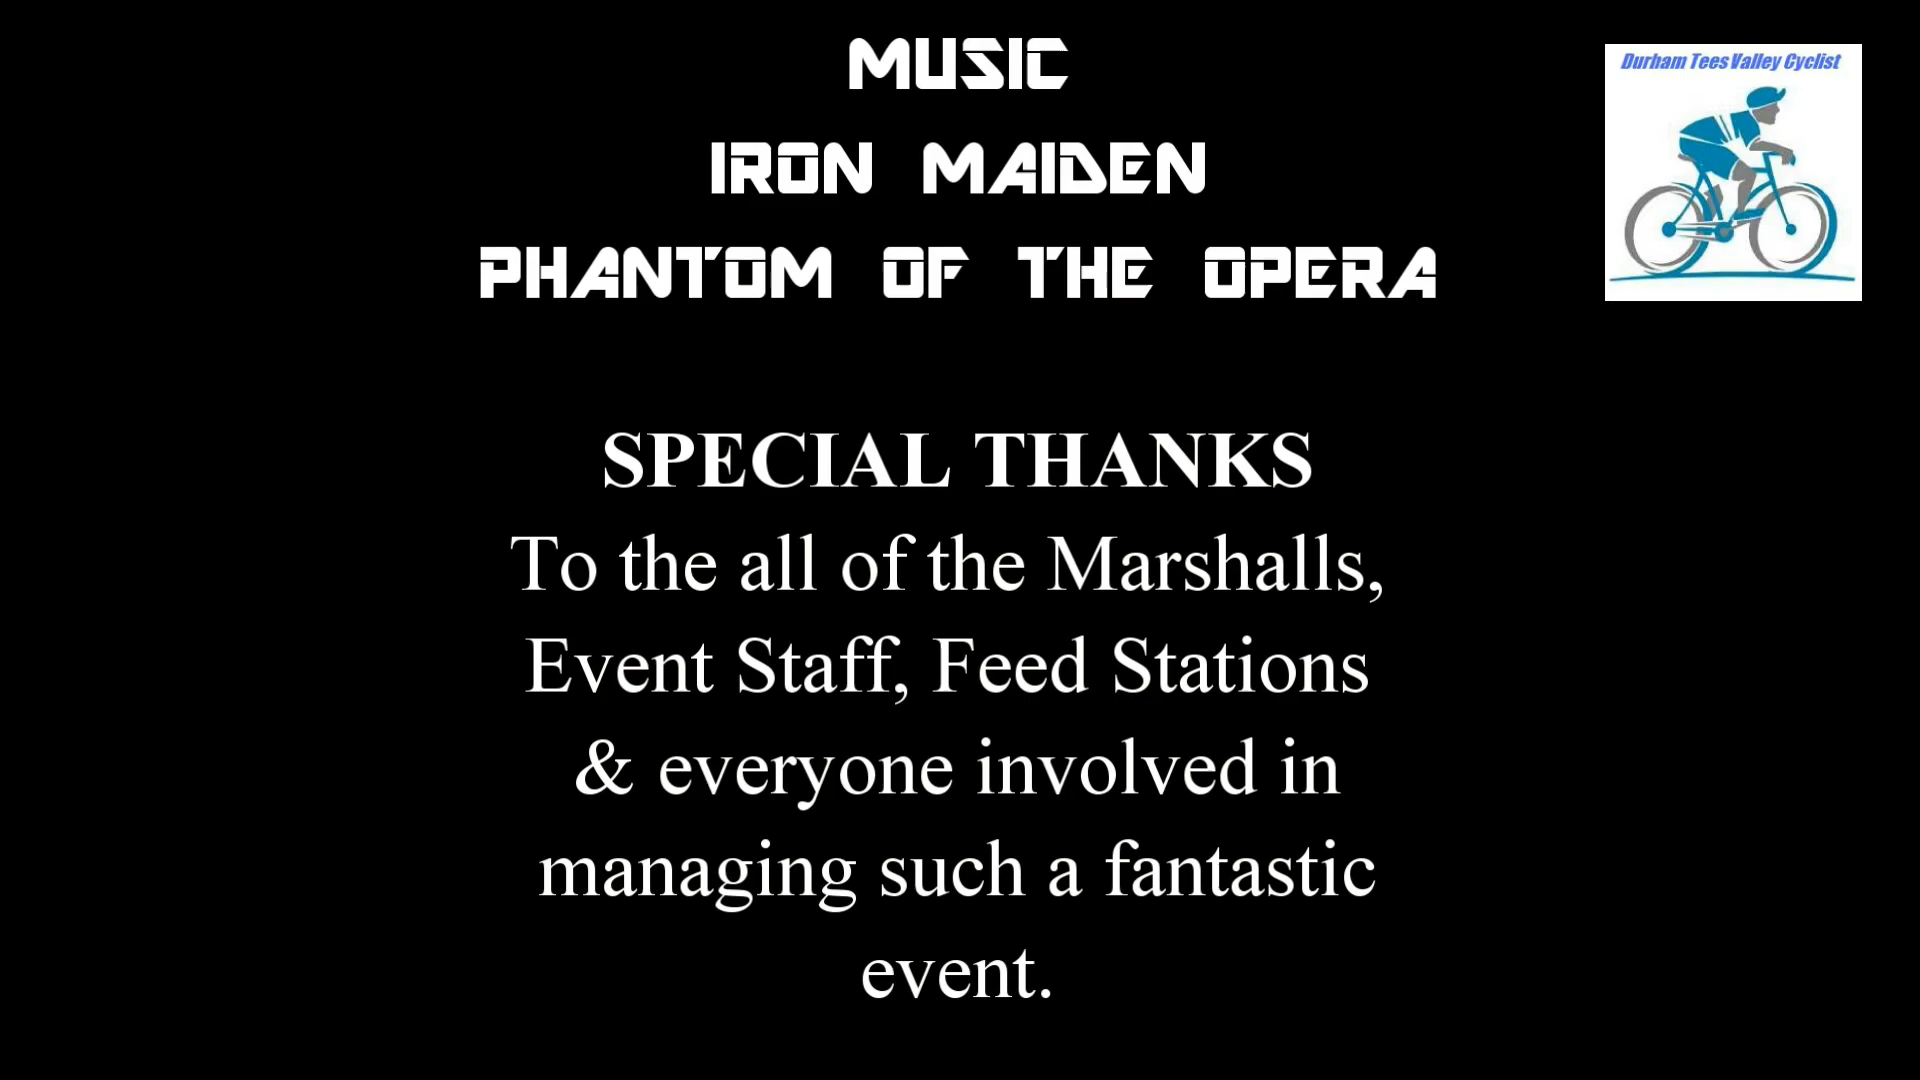 MUSIC
IRON MAIDEN
PHANTOM OF THE OPERA
Durham Tees Valley Cyclist
SPECIAL THANKS
To the all of the Marshalls,
Event Staff, Feed Stations
& everyone involved in
managing such a fantastic
event.